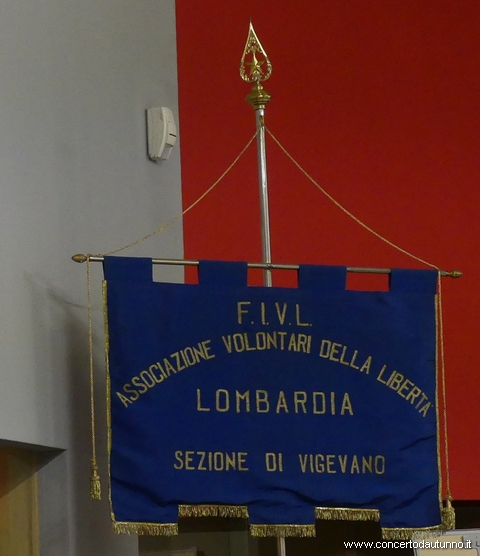 F.I.V.L.
ASSOCIAZIONE VOLONTARI DELLA LIBERTA
LOMBARDIA
SEZIONE DI VIGEVANO
www.concertodautunno.it